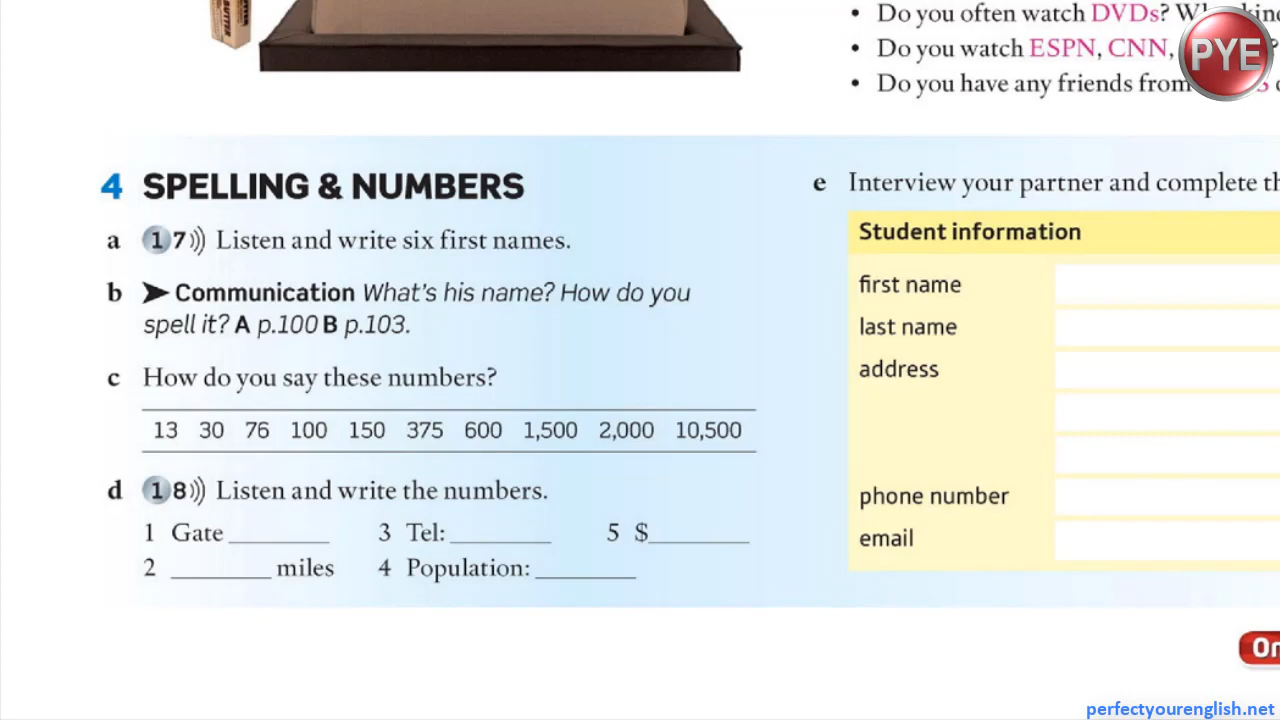 BUTTER
• Do you often watch DVDs?
• Do you watch ESPN, CNN,
• Do you have any friends from
PYE
4 SPELLING & NUMBERS
a 1 7))) Listen and write six first names.
b ➤ Communication What's his name? How do you
spell it? A p.100 B p.103.
c How do you say these numbers?
13 30 76 100 150 375 600 1,500 2,000 10,500
d 1 8))) Listen and write the numbers.
1 Gate ________ 3 Tel: ________ 5 $________
2 ________ miles 4 Population: ________
e Interview your partner and complete
Student information
first name
last name
address
phone number
email
perfectyourenglish.net